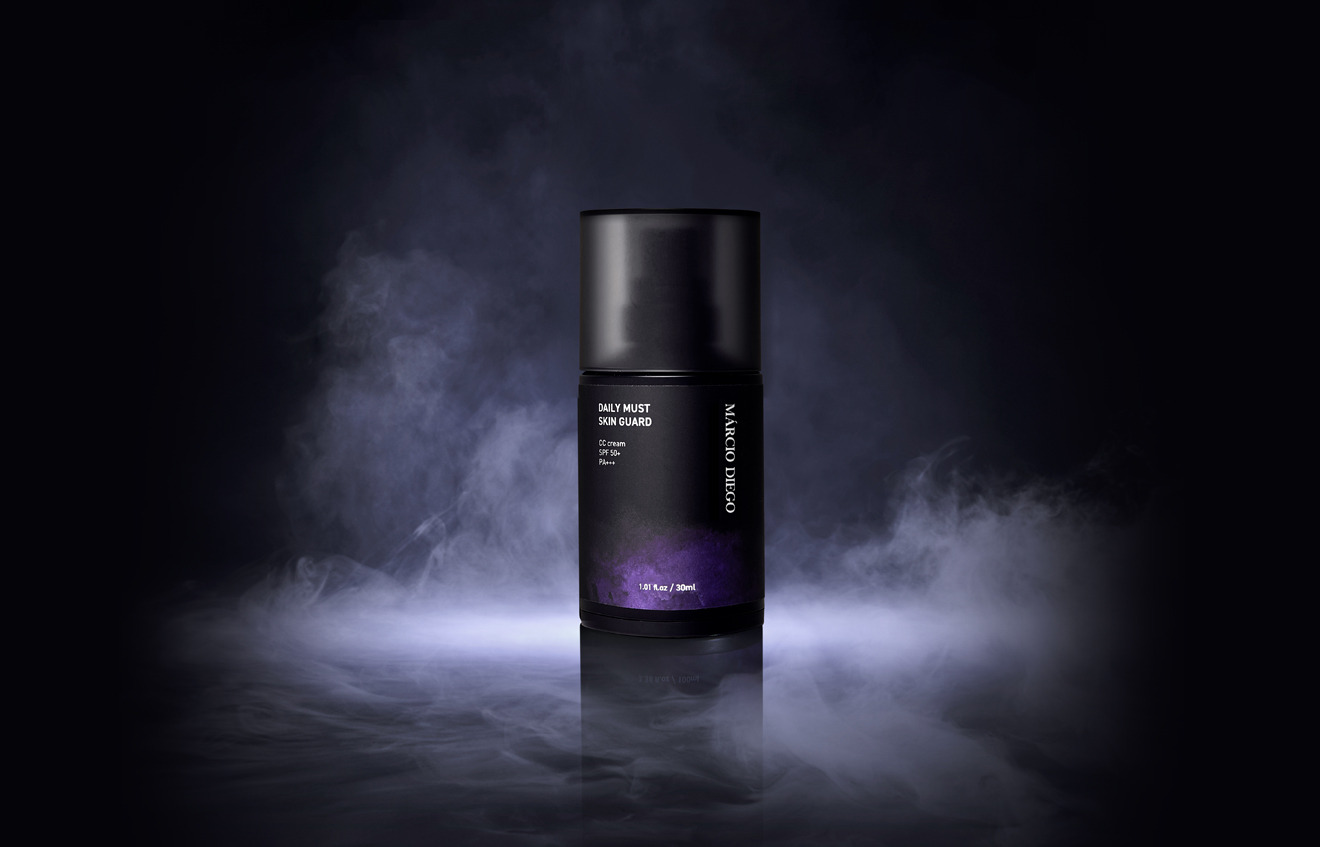 DAILY MUST
SKIN GUARD
CC cream
SPF 50+
PA+++
MÁRCIO DIEGO
1.01 fl.oz / 30ml